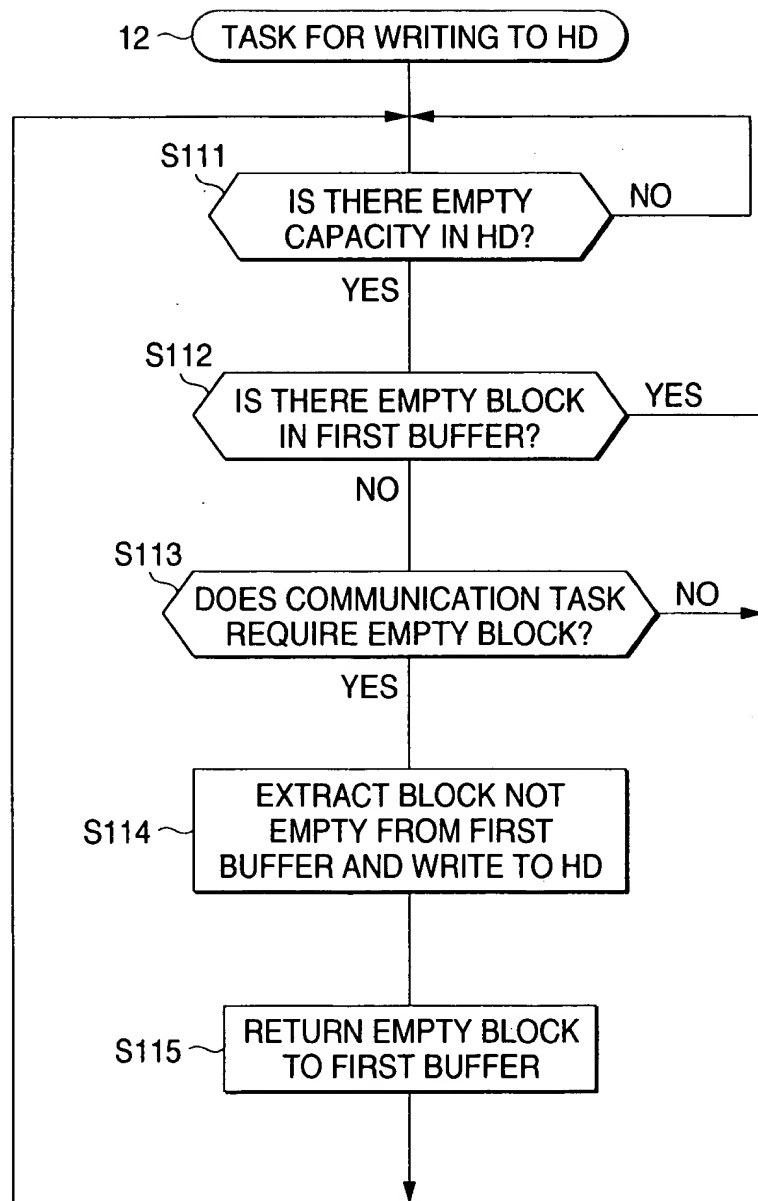 12 TASK FOR WRITING TO HD
S111
IS THERE EMPTY
CAPACITY IN HD?
NO
YES
S112
IS THERE EMPTY BLOCK
IN FIRST BUFFER?
YES
NO
S113
DOES COMMUNICATION TASK
REQUIRE EMPTY BLOCK?
NO
YES
S114
EXTRACT BLOCK NOT
EMPTY FROM FIRST
BUFFER AND WRITE TO HD
S115
RETURN EMPTY BLOCK
TO FIRST BUFFER